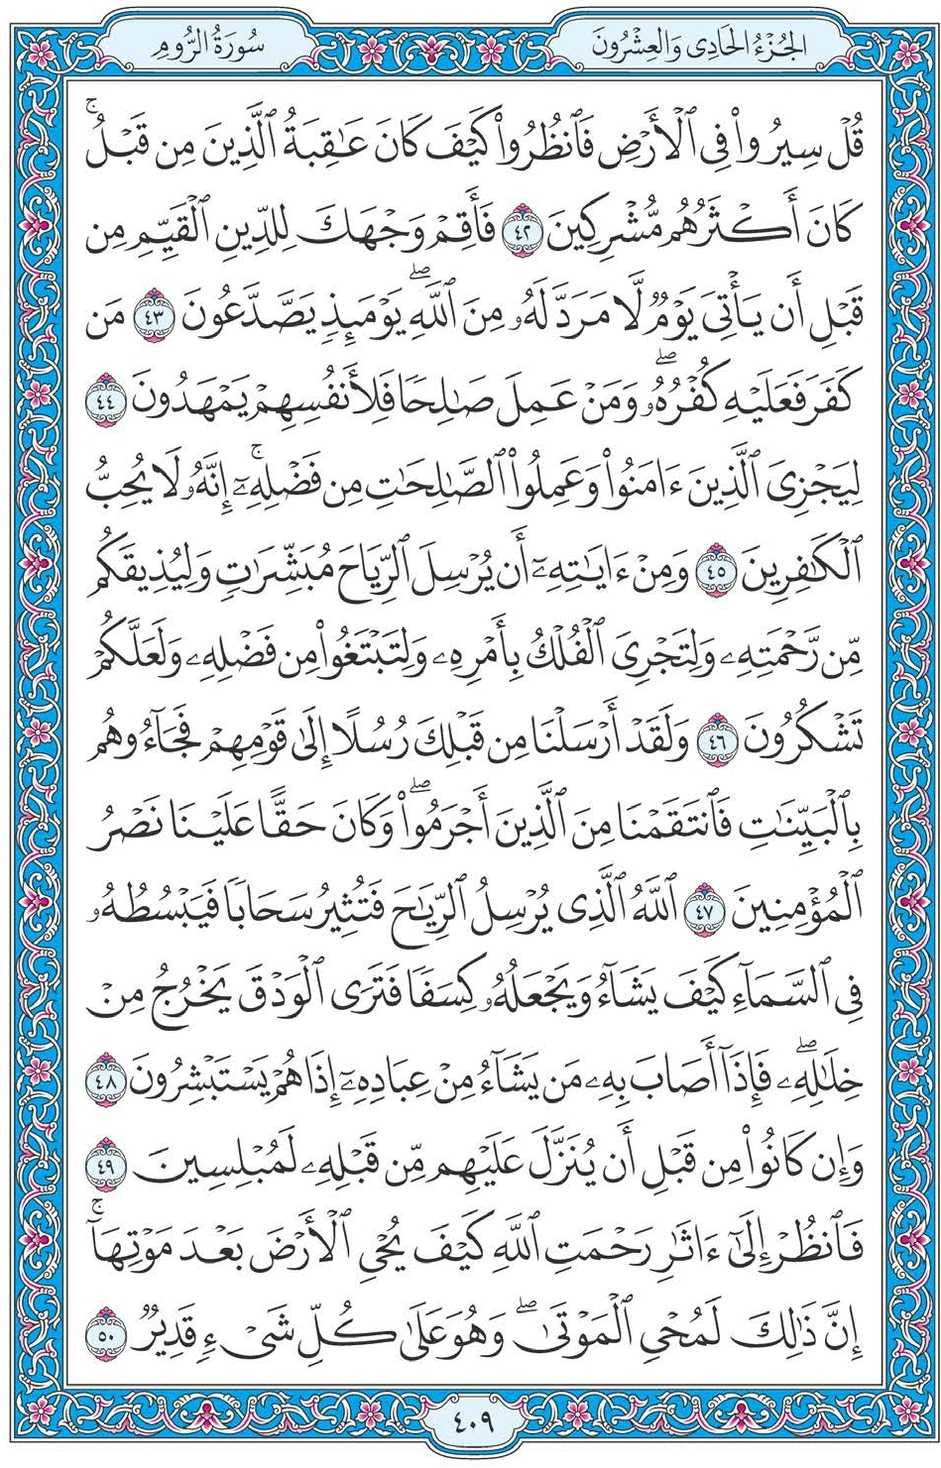 الجُزْءُ الحَادِى وَالعِشْرُونَ
سُورَةُ الرُّومِ
قُلْ سِيرُوا۟ فِى ٱلْأَرْضِ فَٱنظُرُوا۟ كَيْفَ كَانَ عَـٰقِبَةُ ٱلَّذِينَ مِن قَبْلُ ۚ
كَانَ أَكْثَرُهُم مُّشْرِكِينَ ٤٢ فَأَقِمْ وَجْهَكَ لِلدِّينِ ٱلْقَيِّمِ مِن
قَبْلِ أَن يَأْتِىَ يَوْمٌ لَّا مَرَدَّ لَهُۥ مِنَ ٱللَّهِ ۖ يَوْمَئِذٍ يَصَّدَّعُونَ ٤٣ مَن
كَفَرَ فَعَلَيْهِ كُفْرُهُۥ ۖ وَمَنْ عَمِلَ صَـٰلِحًا فَلِأَنفُسِهِمْ يَمْهَدُونَ ٤٤
لِيَجْزِىَ ٱلَّذِينَ ءَامَنُوا۟ وَعَمِلُوا۟ ٱلصَّـٰلِحَـٰتِ مِن فَضْلِهِۦٓ ۚ إِنَّهُۥ لَا يُحِبُّ
ٱلْكَـٰفِرِينَ ٤٥ وَمِنْ ءَايَـٰتِهِۦٓ أَن يُرْسِلَ ٱلرِّيَاحَ مُبَشِّرَٰتٍ وَلِيُذِيقَكُم
مِّن رَّحْمَتِهِۦ وَلِتَجْرِىَ ٱلْفُلْكُ بِأَمْرِهِۦ وَلِتَبْتَغُوا۟ مِن فَضْلِهِۦ وَلَعَلَّكُمْ
تَشْكُرُونَ ٤٦ وَلَقَدْ أَرْسَلْنَا مِن قَبْلِكَ رُسُلًا إِلَىٰ قَوْمِهِمْ فَجَآءُوهُم
بِٱلْبَيِّنَـٰتِ فَٱنتَقَمْنَا مِنَ ٱلَّذِينَ أَجْرَمُوا۟ ۖ وَكَانَ حَقًّا عَلَيْنَا نَصْرُ
ٱلْمُؤْمِنِينَ ٤٧ ٱللَّهُ ٱلَّذِى يُرْسِلُ ٱلرِّيَـٰحَ فَتُثِيرُ سَحَابًا فَيَبْسُطُهُۥ
فِى ٱلسَّمَآءِ كَيْفَ يَشَآءُ وَيَجْعَلُهُۥ كِسَفًا فَتَرَى ٱلْوَدْقَ يَخْرُجُ مِنْ
خِلَـٰلِهِۦ ۖ فَإِذَآ أَصَابَ بِهِۦ مَن يَشَآءُ مِنْ عِبَادِهِۦٓ إِذَا هُمْ يَسْتَبْشِرُونَ ٤٨
وَإِن كَانُوا۟ مِن قَبْلِ أَن يُنَزَّلَ عَلَيْهِم مِّن قَبْلِهِۦ لَمُبْلِسِينَ ٤٩
فَٱنظُرْ إِلَىٰٓ ءَاثَـٰرِ رَحْمَتِ ٱللَّهِ كَيْفَ يُحْىِ ٱلْأَرْضَ بَعْدَ مَوْتِهَآ ۚ
إِنَّ ذَٰلِكَ لَمُحْىِ ٱلْمَوْتَىٰ ۖ وَهُوَ عَلَىٰ كُلِّ شَىْءٍ قَدِيرٌ ٥٠
٤٠٩